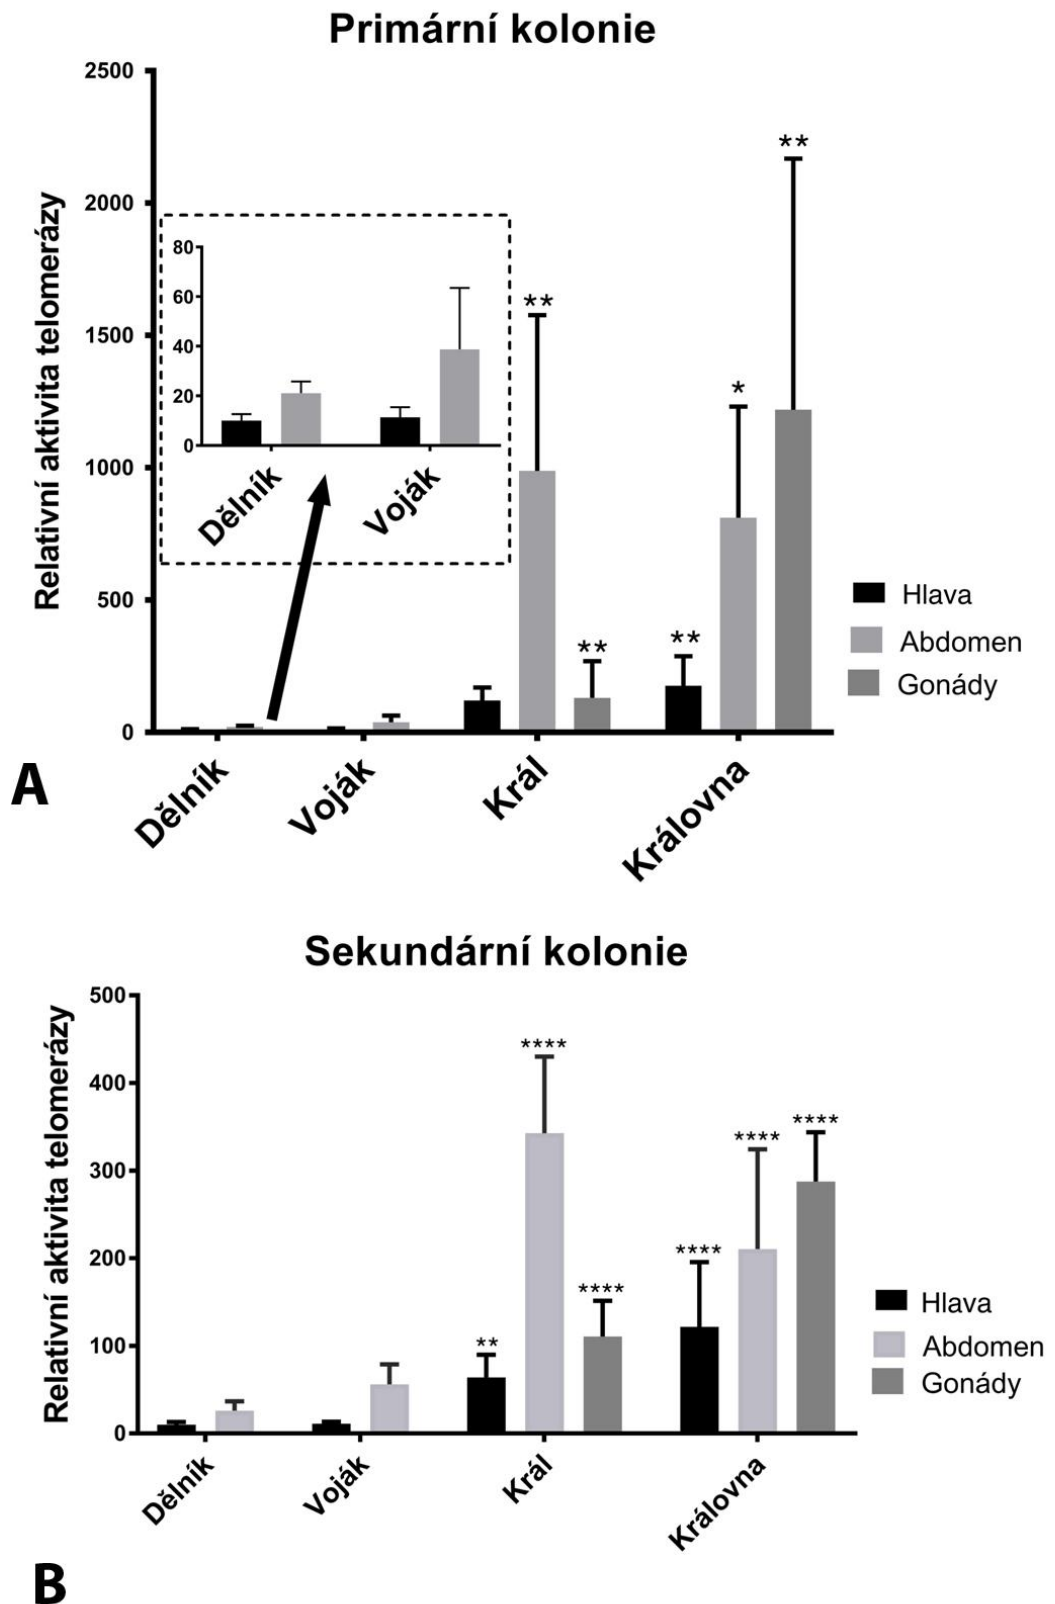 Primární kolonie
Relativní aktivita telomerázy
2500
2000
1500
1000
500
0
80
60
40
20
0
Dělník
Voják
**
**
**
*
**
Dělník
Voják
Král
Královna
Hlava
Abdomen
Gonády
A
Sekundární kolonie
Relativní aktivita telomerázy
500
400
300
200
100
0
**
****
****
****
****
****
Dělník
Voják
Král
Královna
Hlava
Abdomen
Gonády
B